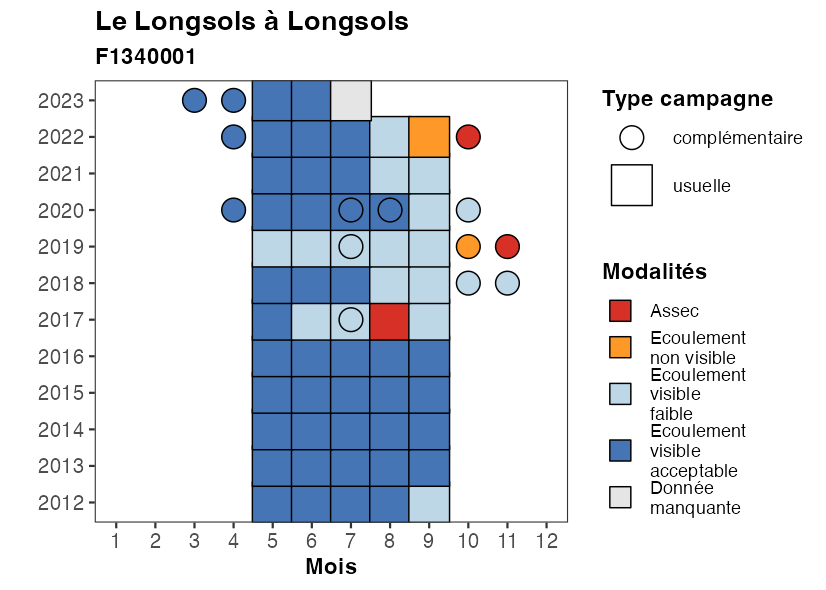 Le Longsols à Longsols
F1340001
2023
2022
2021
2020
2019
2018
2017
2016
2015
2014
2013
2012
1 2 3 4 5 6 7 8 9 10 11 12
Mois
Type campagne
complémentaire
usuelle
Modalités
Assec
Ecoulement
non visible
Ecoulement
visible
faible
Ecoulement
visible
acceptable
Donnée
manquante